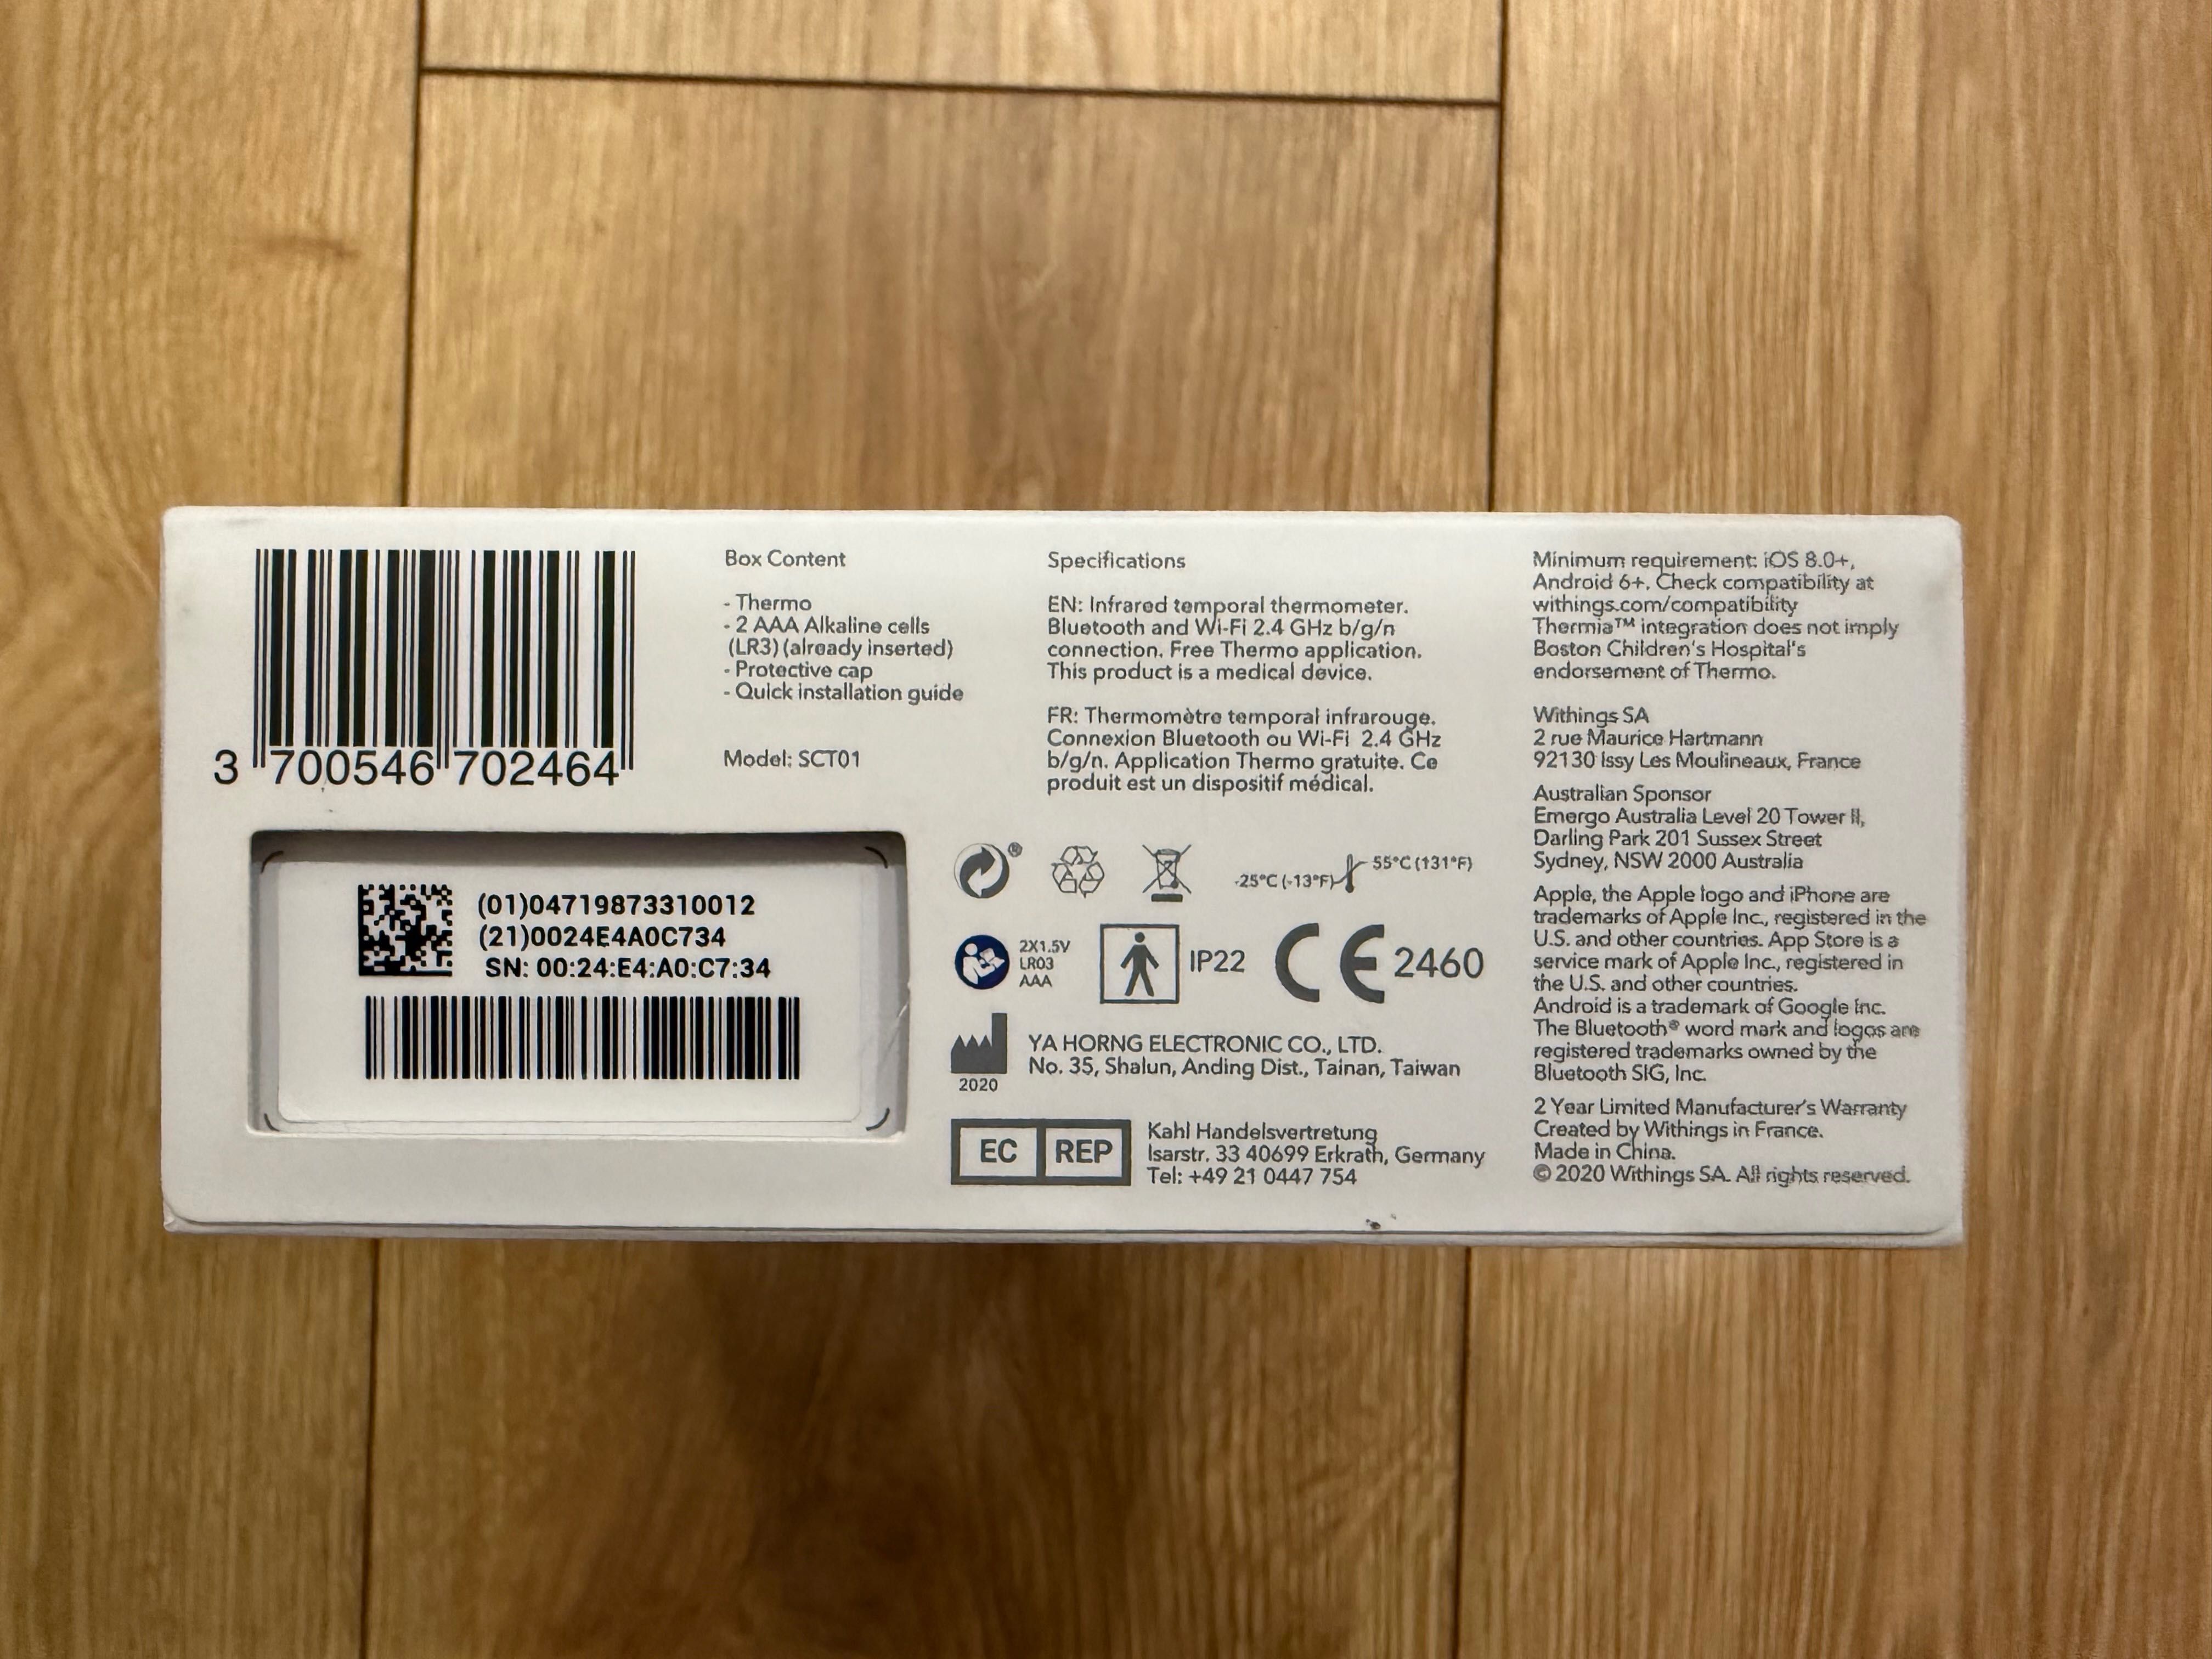 3 700546 702464
(01)04719873310012
(21)0024E4A0C734
SN: 00:24:E4:A0:C7:34
Box Content
- Thermo
- 2 AAA Alkaline cells
(LR3) (already inserted)
- Protective cap
- Quick installation guide
Model: SCT01
Specifications
EN: Infrared temporal thermometer.
Bluetooth and Wi-Fi 2.4 GHz b/g/n
connection. Free Thermo application.
This product is a medical device.
FR: Thermomètre temporal infrarouge.
Connexion Bluetooth ou Wi-Fi 2.4 GHz
b/g/n. Application Thermo gratuite. Ce
produit est un dispositif médical.
®
-25°C (-13°F)
55°C (131°F)
2X1.5V
LR03
AAA
IP22
CE 2460
2020
YA HORNG ELECTRONIC CO., LTD.
No. 35, Shalun, Anding Dist., Tainan, Taiwan
EC REP
Kahl Handelsvertretung
Isarstr. 33 40699 Erkrath, Germany
Tel: +49 21 0447 754
Minimum requirement: iOS 8.0+,
Android 6+. Check compatibility at
withings.com/compatibility
Thermia™ integration does not imply
Boston Children's Hospital's
endorsement of Thermo.
Withings SA
2 rue Maurice Hartmann
92130 Issy Les Moulineaux, France
Australian Sponsor
Emergo Australia Level 20 Tower II,
Darling Park 201 Sussex Street
Sydney, NSW 2000 Australia
Apple, the Apple logo and iPhone are
trademarks of Apple Inc., registered in the
U.S. and other countries. App Store is a
service mark of Apple Inc., registered in
the U.S. and other countries.
Android is a trademark of Google Inc.
The Bluetooth® word mark and logos are
registered trademarks owned by the
Bluetooth SIG, Inc.
2 Year Limited Manufacturer's Warranty
Created by Withings in France.
Made in China.
© 2020 Withings SA. All rights reserved.